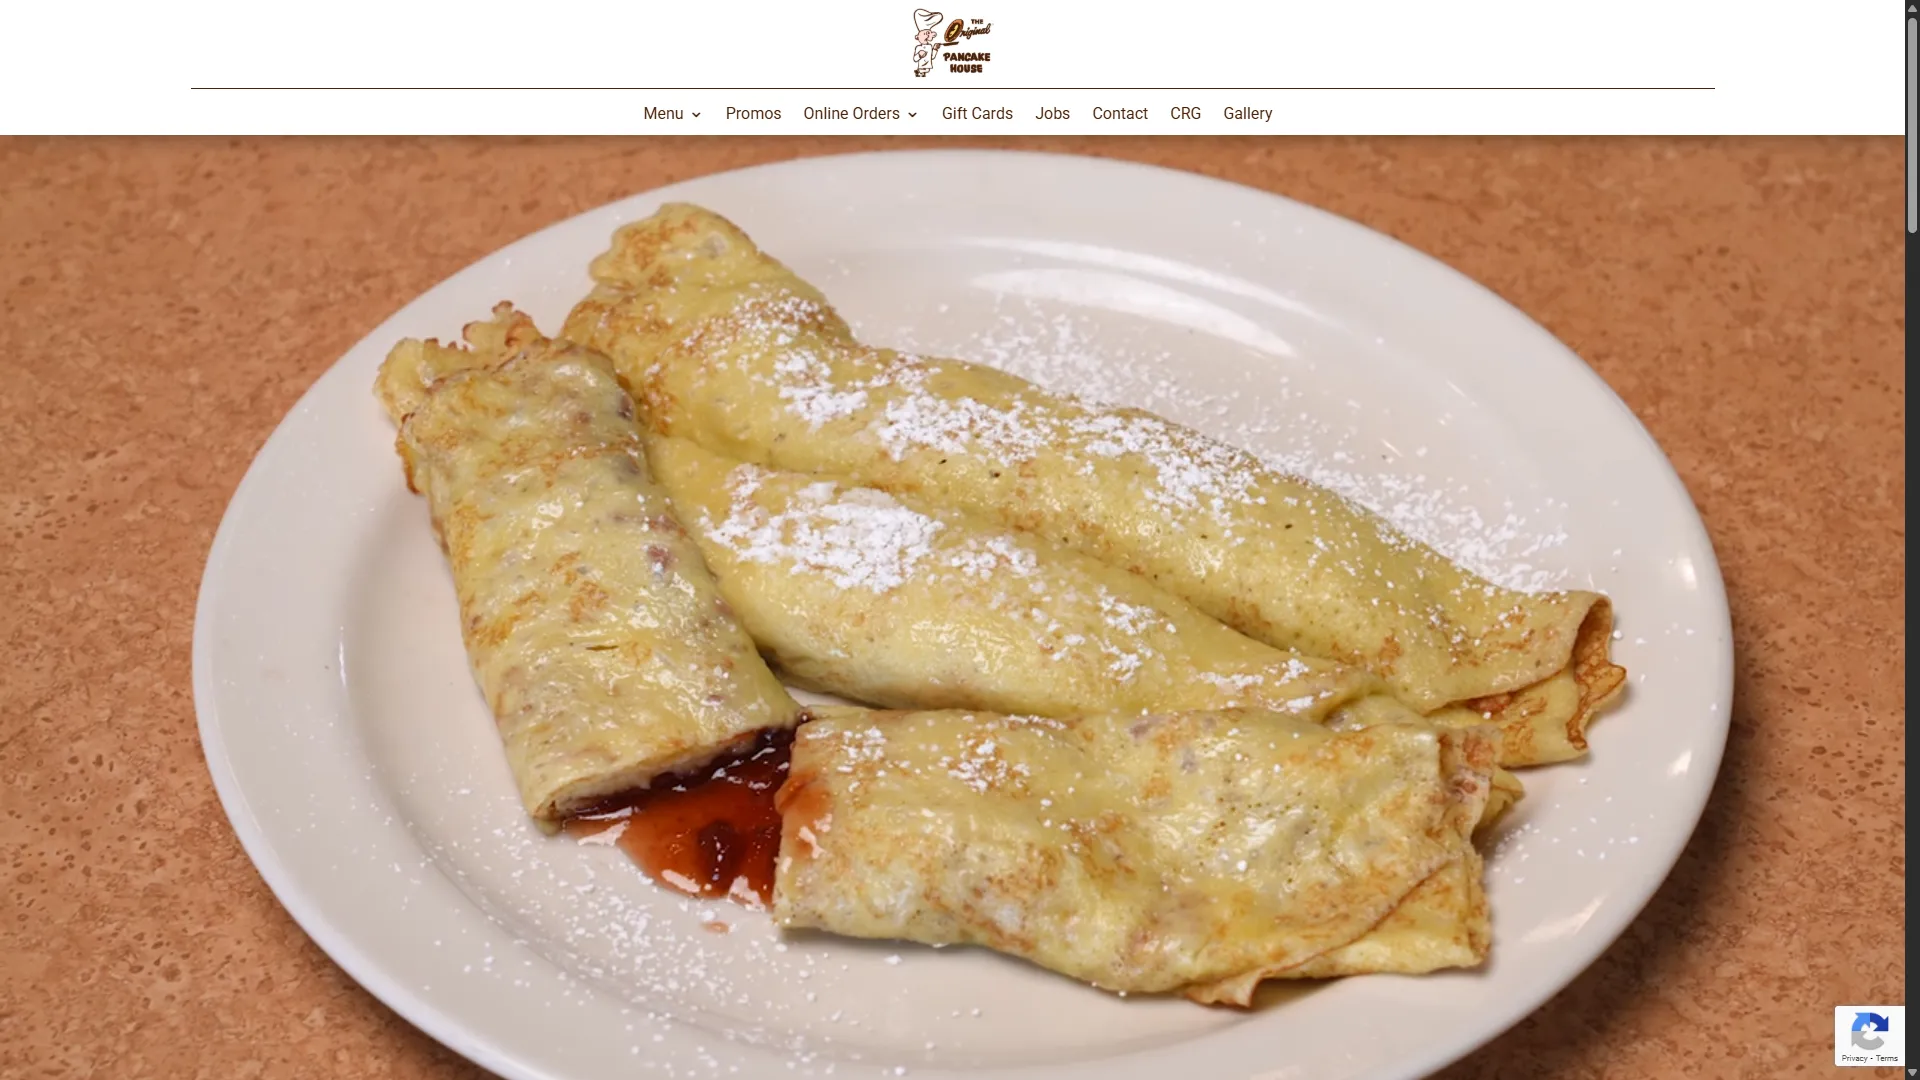 THE
Original
PANCAKE
HOUSE
Menu Promos Online Orders Gift Cards Jobs Contact CRG Gallery
Privacy - Terms